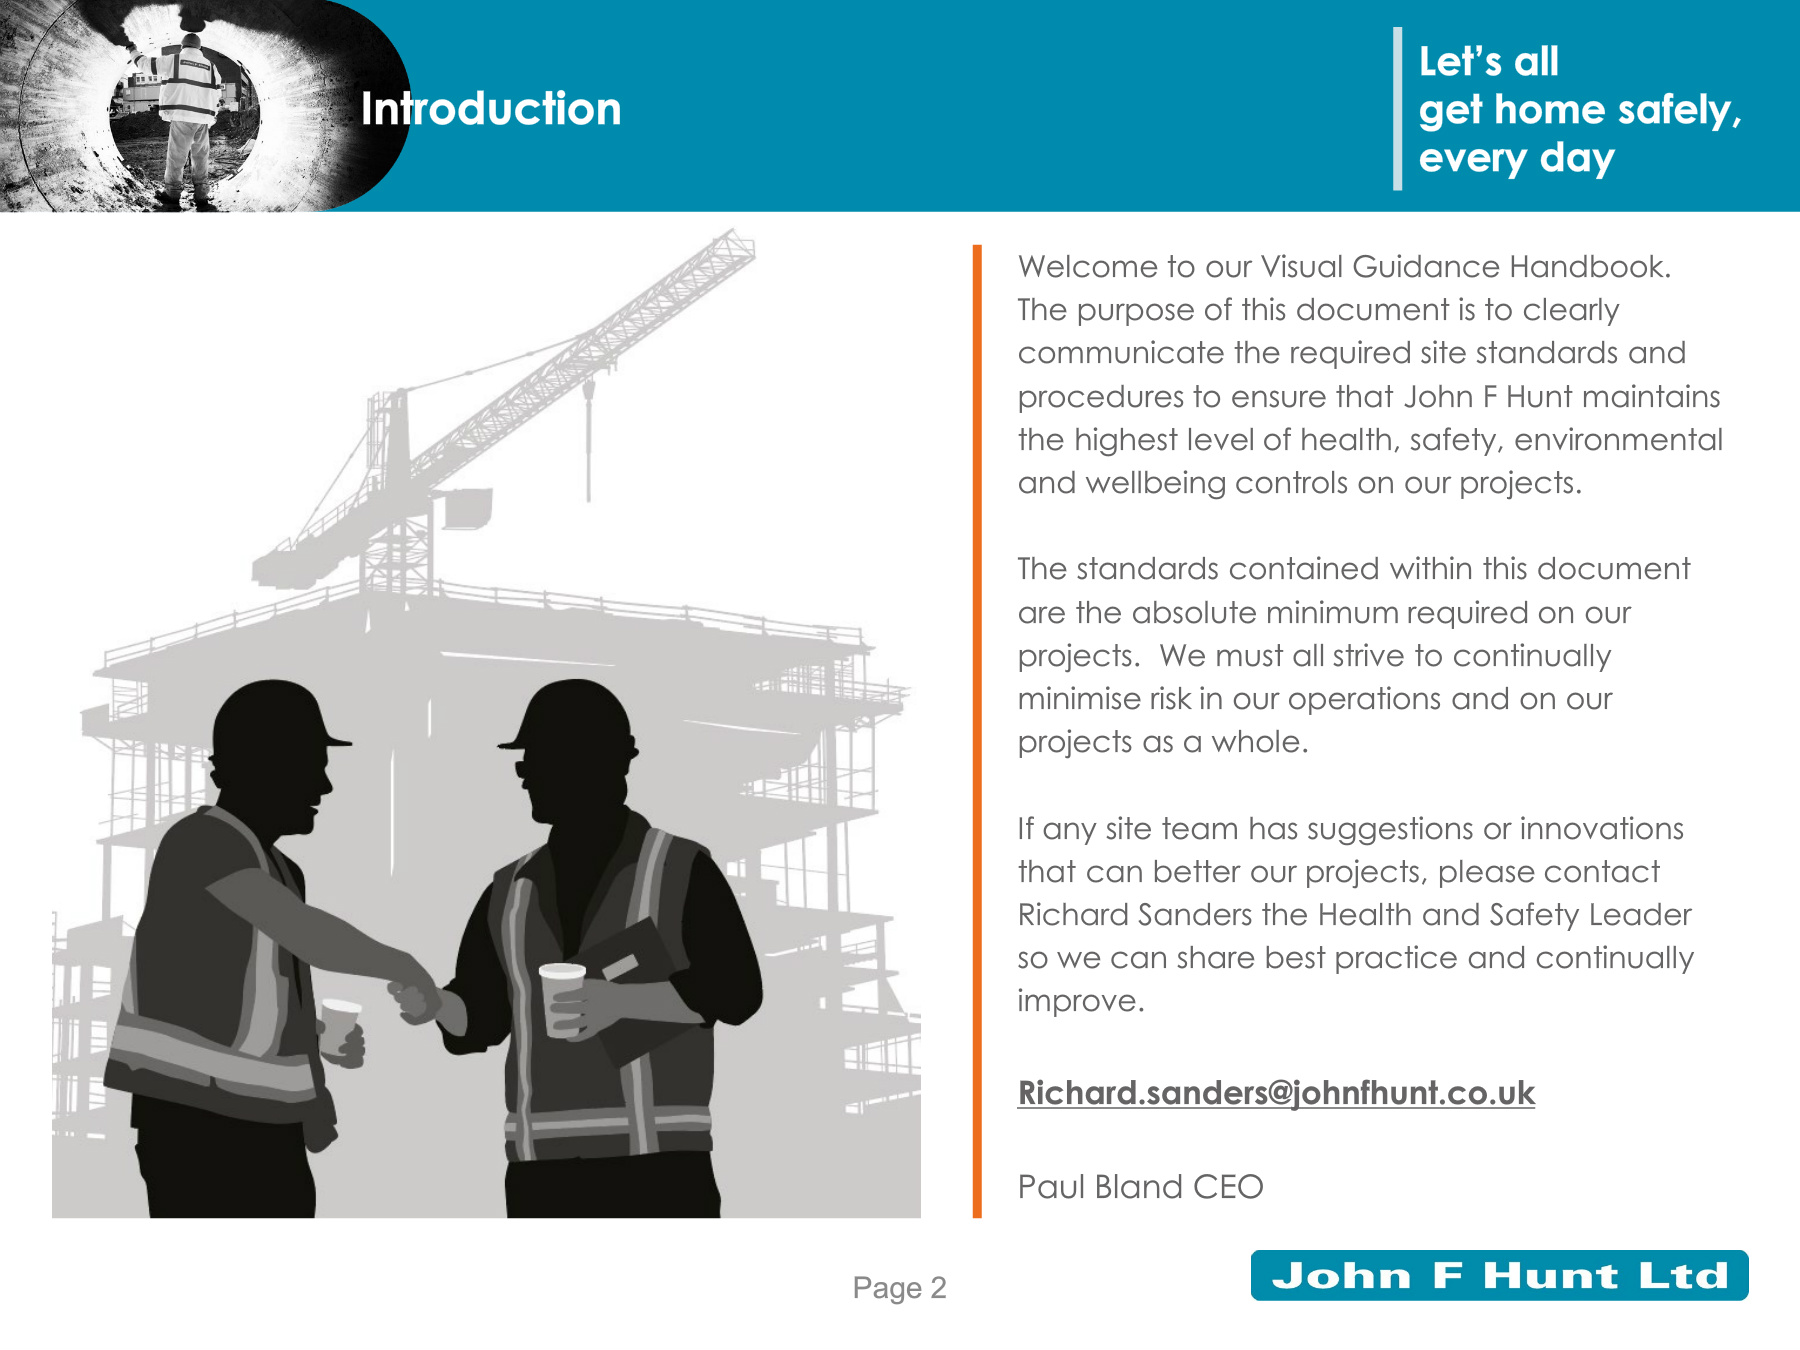 Introduction
Let's all
get home safely,
every day
Welcome to our Visual Guidance Handbook.
The purpose of this document is to clearly
communicate the required site standards and
procedures to ensure that John F Hunt maintains
the highest level of health, safety, environmental
and wellbeing controls on our projects.
The standards contained within this document
are the absolute minimum required on our
projects.  We must all strive to continually
minimise risk in our operations and on our
projects as a whole.
If any site team has suggestions or innovations
that can better our projects, please contact
Richard Sanders the Health and Safety Leader
so we can share best practice and continually
improve.
Richard.sanders@johnfhunt.co.uk
Paul Bland CEO
Page 2
John F Hunt Ltd